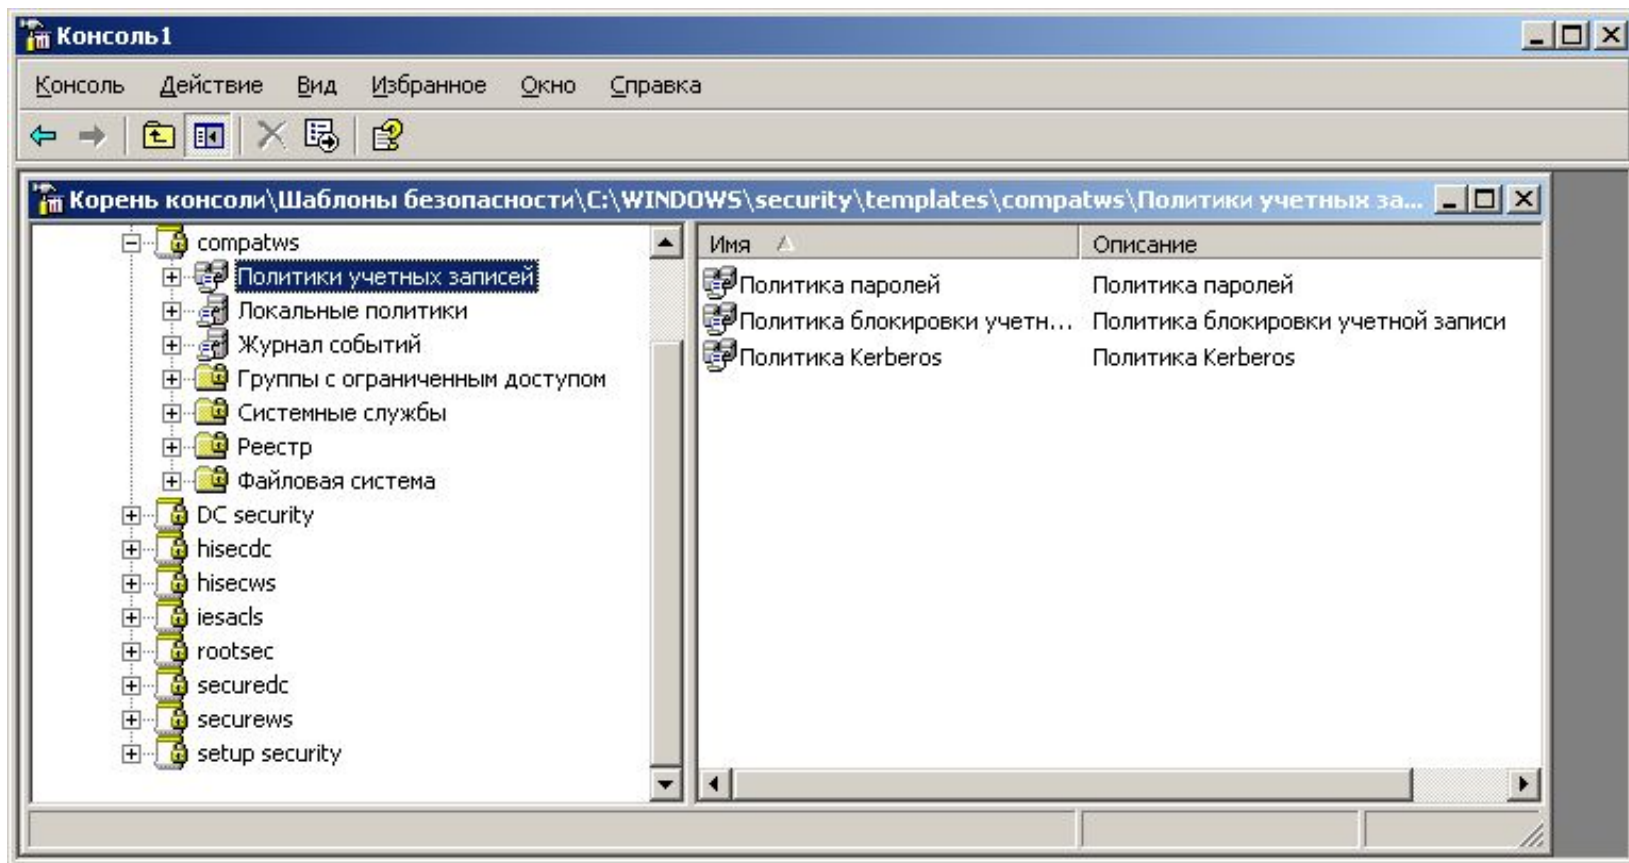 Консоль1
Консоль Действие Вид Избранное Окно Справка
Корень консоли\Шаблоны безопасности\C:\WINDOWS\security\templates\compatws\Политики учетных за...
compatws
Политики учетных записей
Локальные политики
Журнал событий
Группы с ограниченным доступом
Системные службы
Реестр
Файловая система
DC security
hisecdc
hisecws
iesacls
rootsec
securedc
securews
setup security
Имя Описание
Политика паролей Политика паролей
Политика блокировки учетн... Политика блокировки учетной записи
Политика Kerberos Политика Kerberos